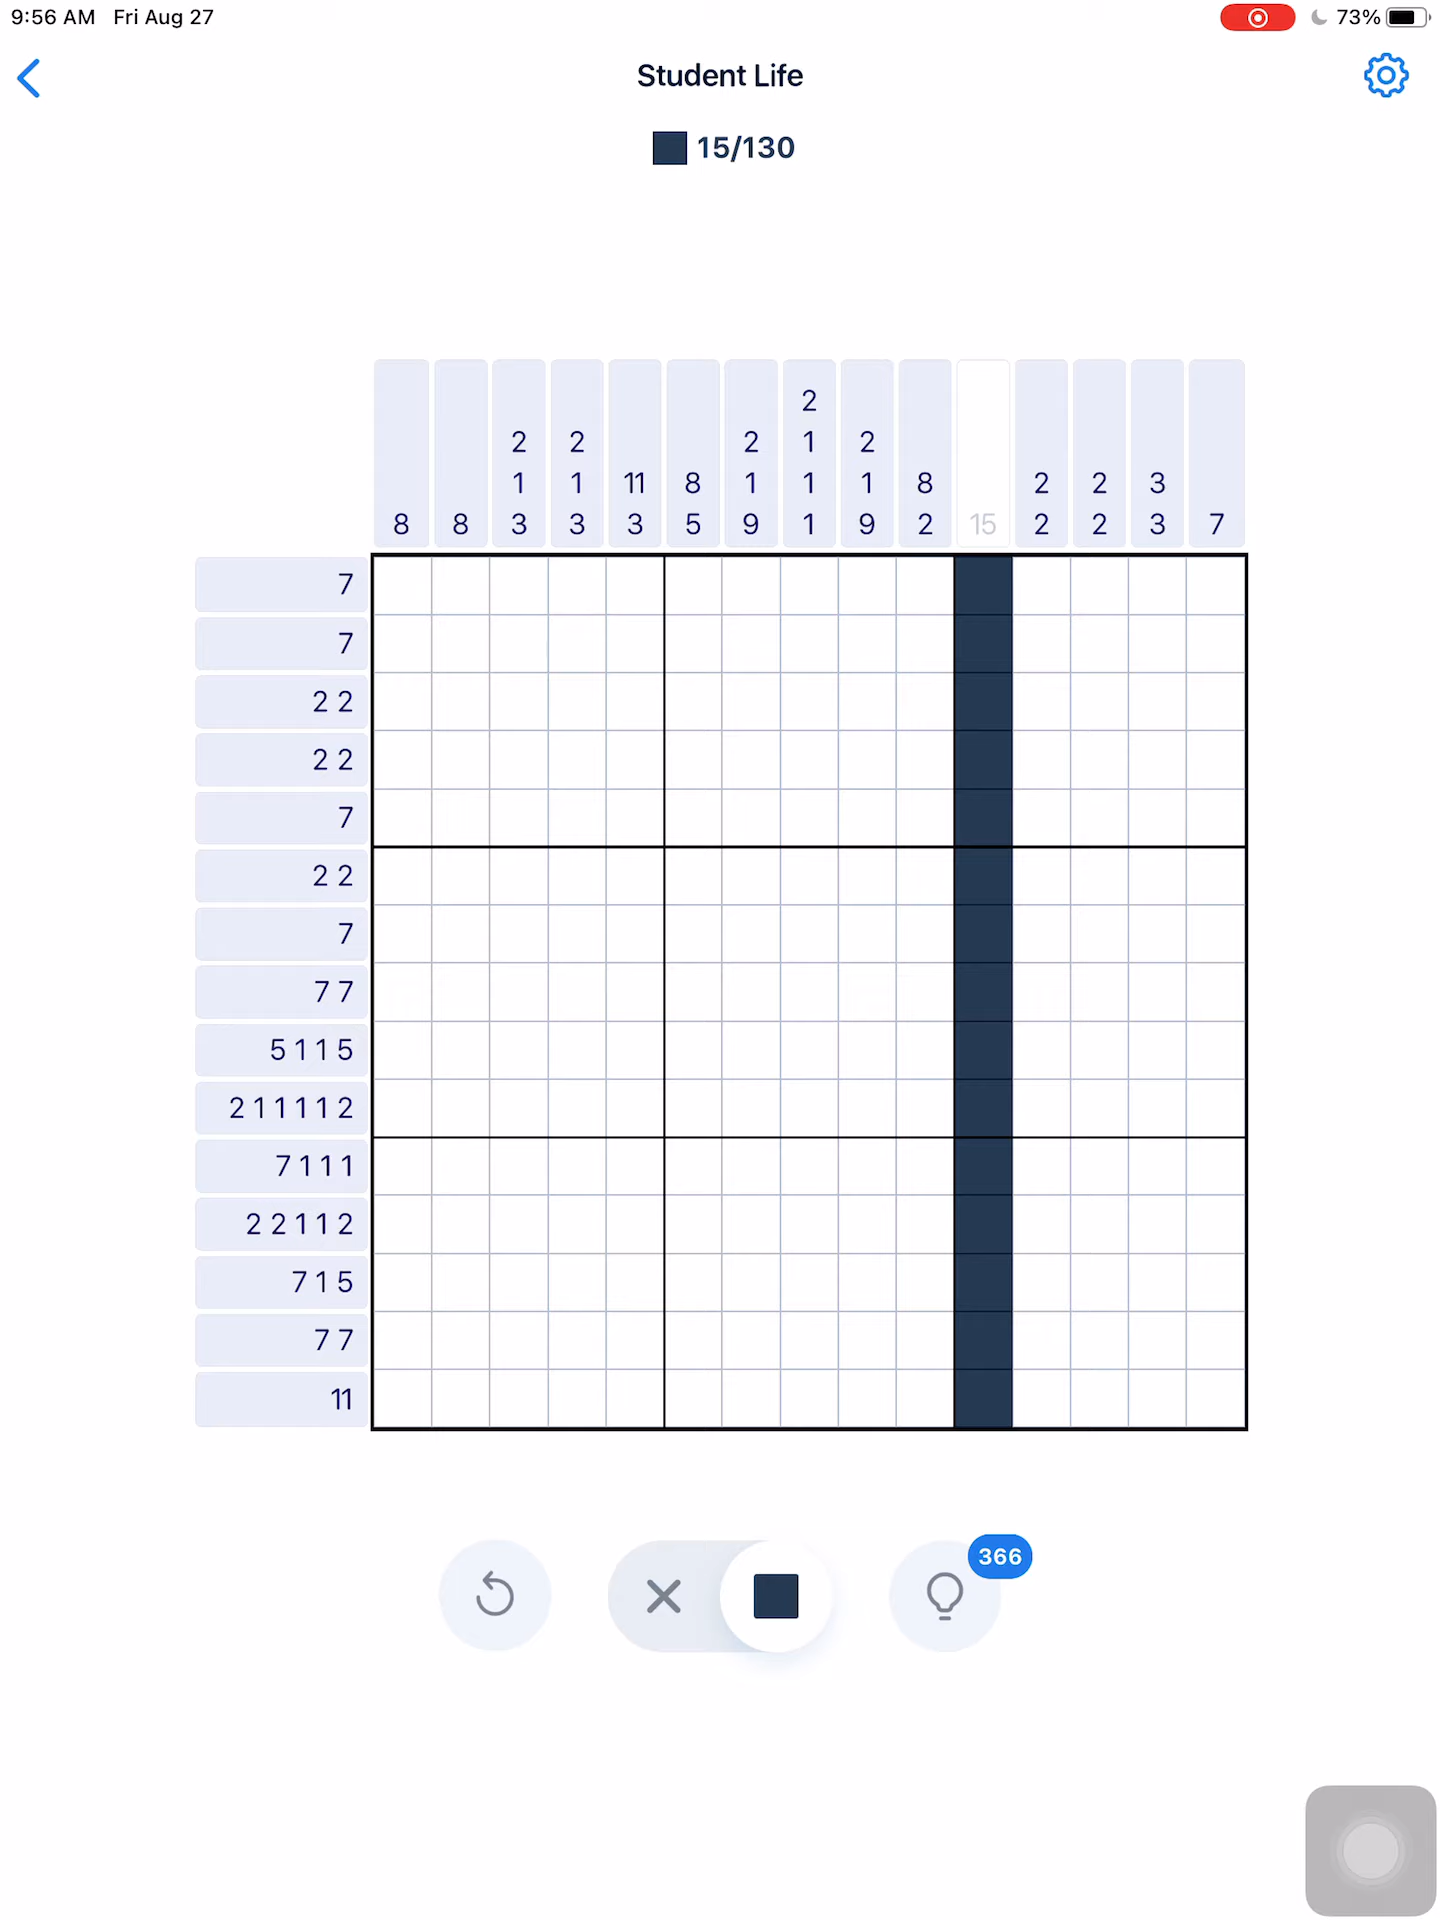 9:56 AM Fri Aug 27 73%
Student Life
15/130
2
2 2 2 1 2
1 1 11 8 1 1 1 8 2 2 3
8 8 3 3 3 5 9 1 9 2 15 2 2 3 7
7
7
2 2
2 2
7
2 2
7
7 7
5 1 1 5
2 1 1 1 1 2
7 1 1 1
2 2 1 1 2
7 1 5
7 7
11
366